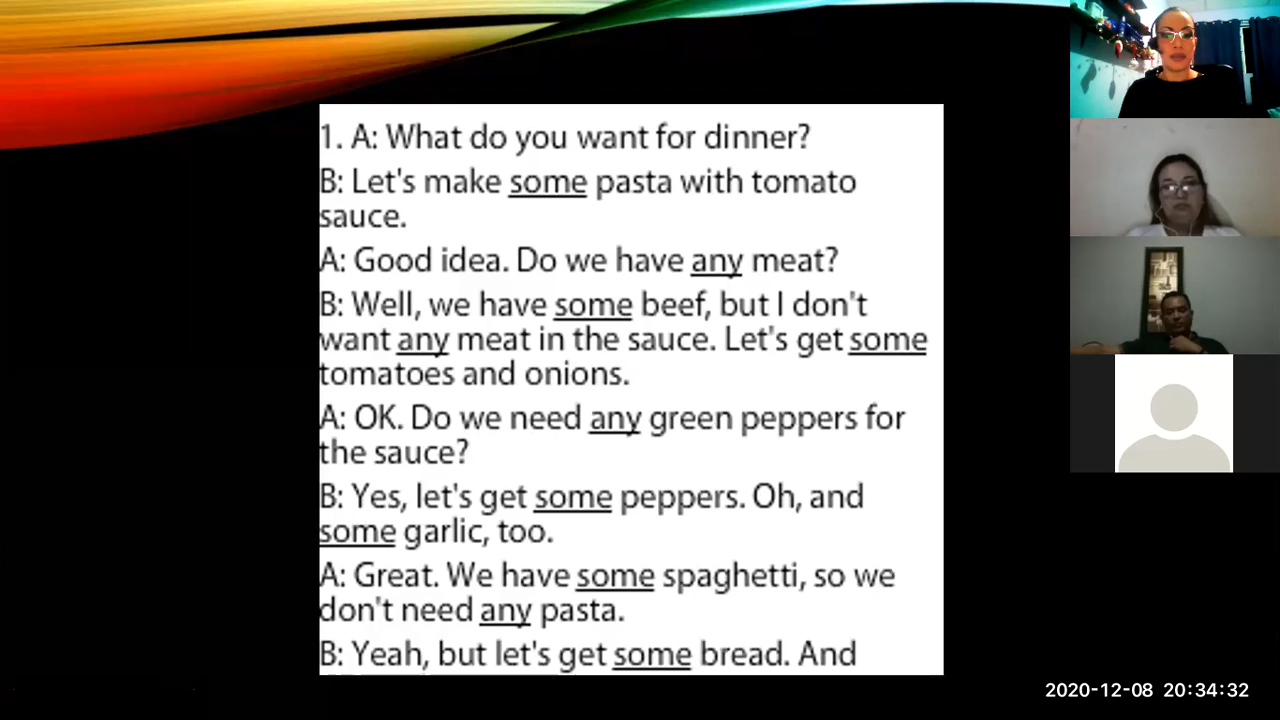 1. A: What do you want for dinner?
B: Let's make some pasta with tomato
sauce.
A: Good idea. Do we have any meat?
B: Well, we have some beef, but I don't
want any meat in the sauce. Let's get some
tomatoes and onions.
A: OK. Do we need any green peppers for
the sauce?
B: Yes, let's get some peppers. Oh, and
some garlic, too.
A: Great. We have some spaghetti, so we
don't need any pasta.
B: Yeah, but let's get some bread. And
2020-12-08 20:34:32